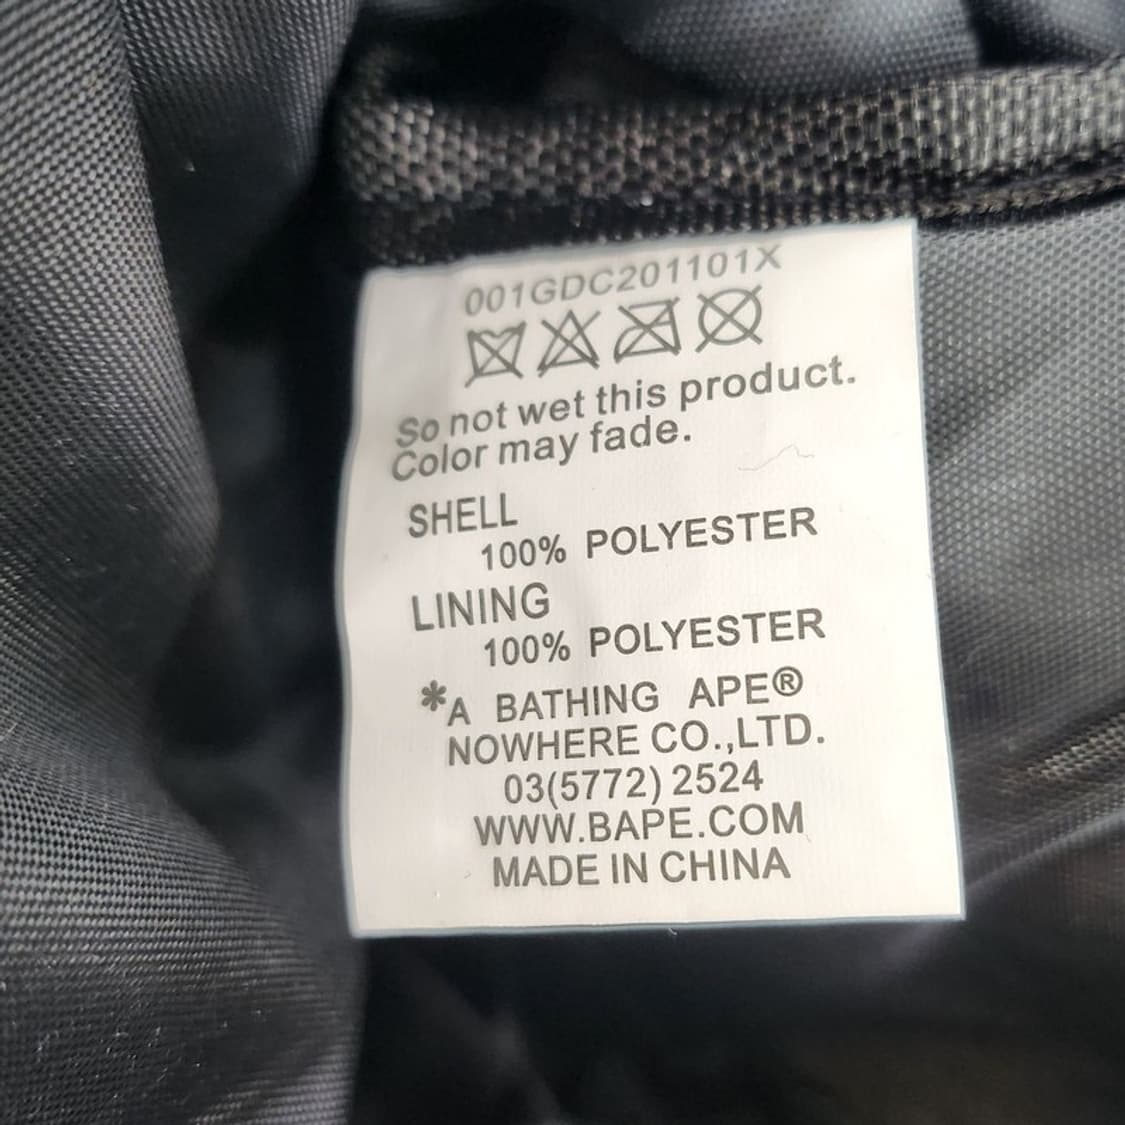 001GDC201101X
So not wet this product.
Color may fade.
SHELL
100% POLYESTER
LINING
100% POLYESTER
*A BATHING APE®
NOWHERE CO.,LTD.
03(5772) 2524
WWW.BAPE.COM
MADE IN CHINA